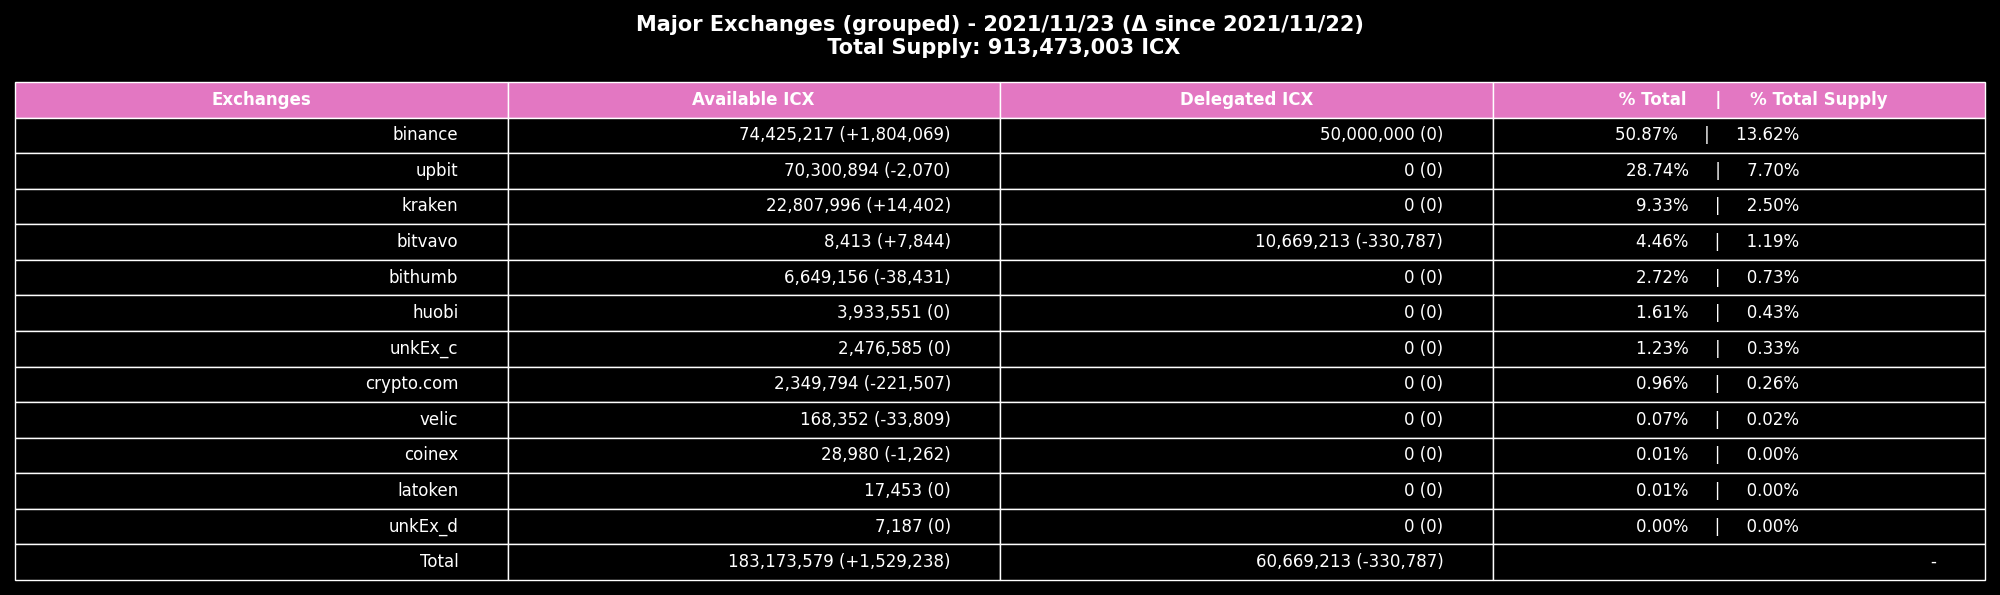 Major Exchanges (grouped) - 2021/11/23 (Δ since 2021/11/22)
Total Supply: 913,473,003 ICX
Exchanges Available ICX Delegated ICX % Total | % Total Supply
binance 74,425,217 (+1,804,069) 50,000,000 (0) 50.87% | 13.62%
upbit 70,300,894 (-2,070) 0 (0) 28.74% | 7.70%
kraken 22,807,996 (+14,402) 0 (0) 9.33% | 2.50%
bitvavo 8,413 (+7,844) 10,669,213 (-330,787) 4.46% | 1.19%
bithumb 6,649,156 (-38,431) 0 (0) 2.72% | 0.73%
huobi 3,933,551 (0) 0 (0) 1.61% | 0.43%
unkEx_c 2,476,585 (0) 0 (0) 1.23% | 0.33%
crypto.com 2,349,794 (-221,507) 0 (0) 0.96% | 0.26%
velic 168,352 (-33,809) 0 (0) 0.07% | 0.02%
coinex 28,980 (-1,262) 0 (0) 0.01% | 0.00%
latoken 17,453 (0) 0 (0) 0.01% | 0.00%
unkEx_d 7,187 (0) 0 (0) 0.00% | 0.00%
Total 183,173,579 (+1,529,238) 60,669,213 (-330,787) -